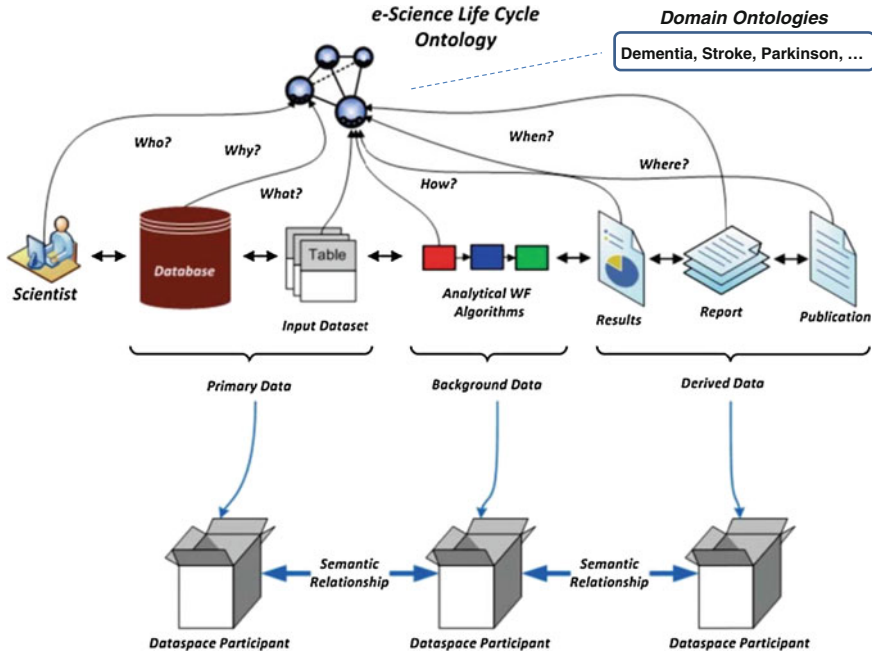 e-Science Life Cycle
Ontology
Domain Ontologies
Dementia, Stroke, Parkinson, ...
Who?
Why?
What?
How?
When?
Where?
Scientist
Database
Table
Input Dataset
Analytical WF
Algorithms
Results
Report
Publication
Primary Data
Background Data
Derived Data
Semantic
Relationship
Semantic
Relationship
Dataspace Participant
Dataspace Participant
Dataspace Participant